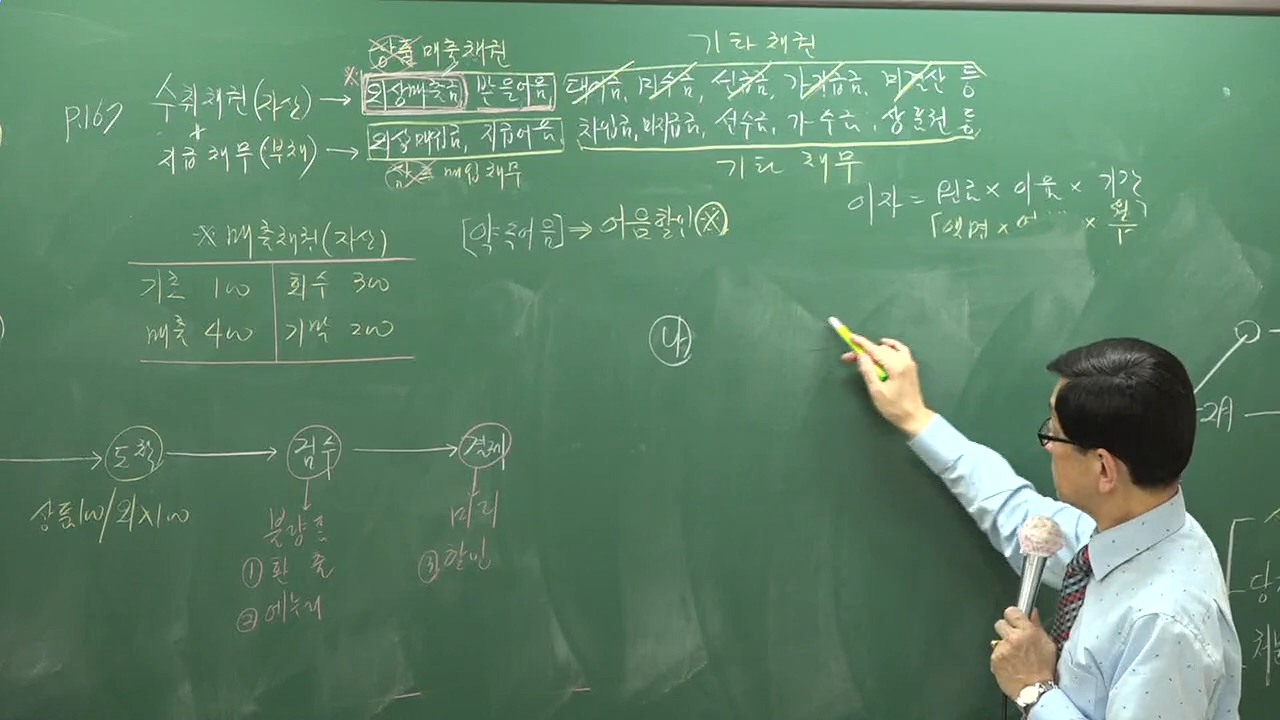 상품 매출채권
기타채권
P.167 수취채권(자산) → ※ 외상매출금, 받을어음 대여금, 미수금, 선급금, 가지급금, 미결산 등
지급채무(부채) → 외상매입금, 지급어음 차입금, 미지급금, 선수금, 가수금, 상품권 등
상품 매입채무
기타 채무
이자 = 원금 × 이율 × 기간
[액면 × × 월/12]
※ 매출채권(자산)
[약속어음] ⇒ 어음할인 ※
기초 100 회수 300
매출 400 기말 200
나
도착 → 검수 → 결제
상품100/외상100
불량품
① 환출
② 에누리
미리
③ 할인
2月